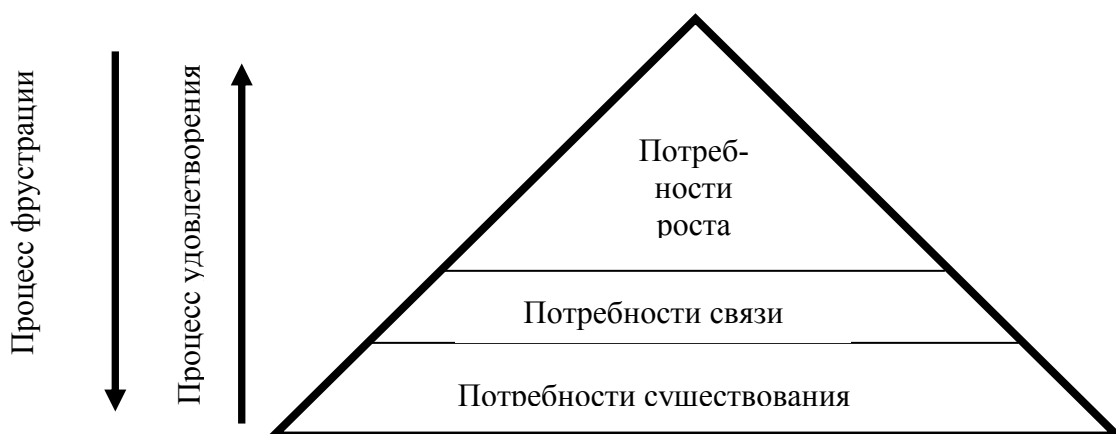 Процесс фрустрации
Процесс удовлетворения
Потреб-
ности
роста
Потребности связи
Потребности существования